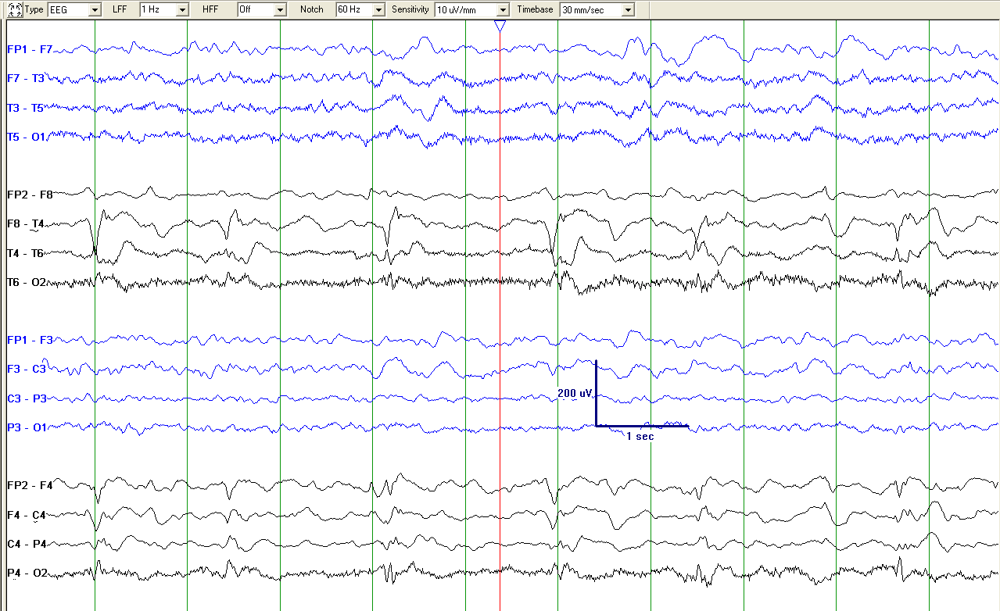 Type EEG LFF 1 Hz HFF Off Notch 60 Hz Sensitivity 10 uV/mm Timebase 30 mm/sec
FP1 - F7
F7 - T3
T3 - T5
T5 - O1
FP2 - F8
F8 - T4
T4 - T6
T6 - O2
FP1 - F3
F3 - C3
C3 - P3
200 uV
P3 - O1
1 sec
FP2 - F4
F4 - C4
C4 - P4
P4 - O2